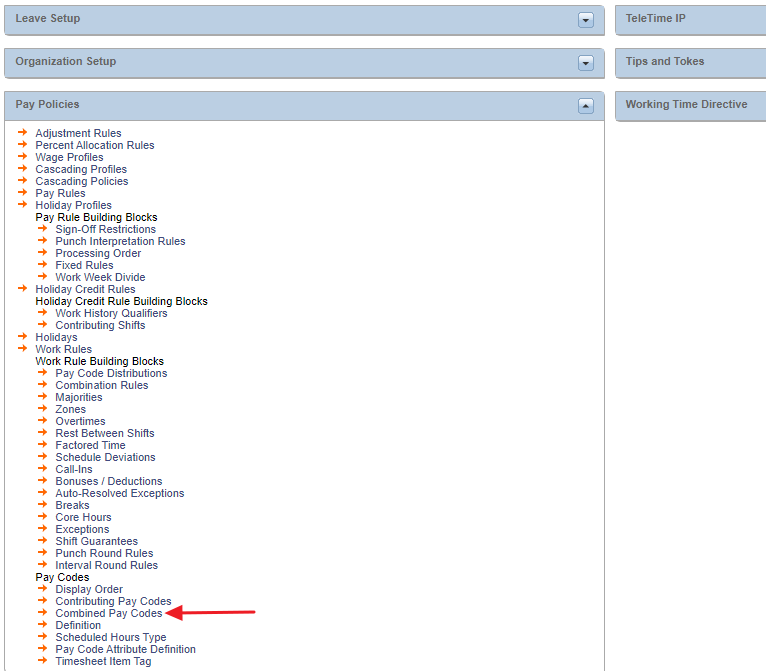 Leave Setup
Organization Setup
Pay Policies
Adjustment Rules
Percent Allocation Rules
Wage Profiles
Cascading Profiles
Cascading Policies
Pay Rules
Holiday Profiles
Pay Rule Building Blocks
Sign-Off Restrictions
Punch Interpretation Rules
Processing Order
Fixed Rules
Work Week Divide
Holiday Credit Rules
Holiday Credit Rule Building Blocks
Work History Qualifiers
Contributing Shifts
Holidays
Work Rules
Work Rule Building Blocks
Pay Code Distributions
Combination Rules
Majorities
Zones
Overtimes
Rest Between Shifts
Factored Time
Schedule Deviations
Call-Ins
Bonuses / Deductions
Auto-Resolved Exceptions
Breaks
Core Hours
Exceptions
Shift Guarantees
Punch Round Rules
Interval Round Rules
Pay Codes
Display Order
Contributing Pay Codes
Combined Pay Codes
Definition
Scheduled Hours Type
Pay Code Attribute Definition
Timesheet Item Tag
TeleTime IP
Tips and Tokes
Working Time Directive